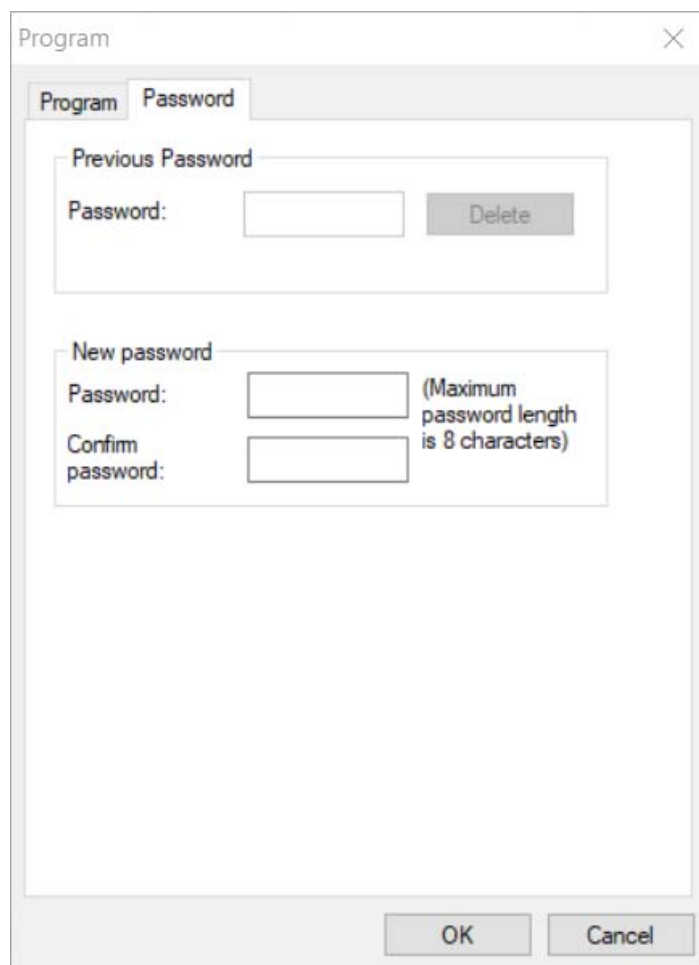 Program
Program
Password
Previous Password
Password:
Delete
New password
Password:
(Maximum
password length
is 8 characters)
Confirm
password:
OK
Cancel